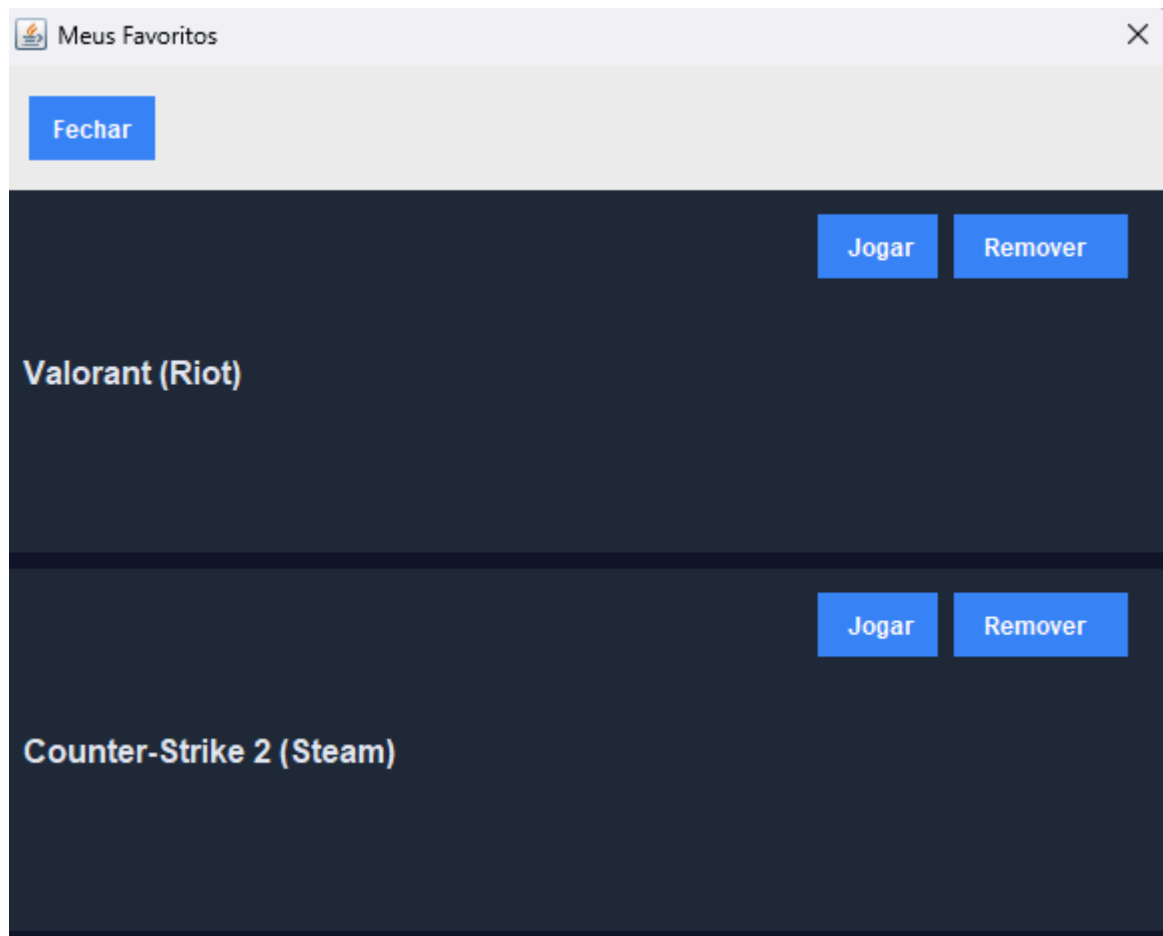 Meus Favoritos
Fechar
Jogar Remover
Valorant (Riot)
Jogar Remover
Counter-Strike 2 (Steam)